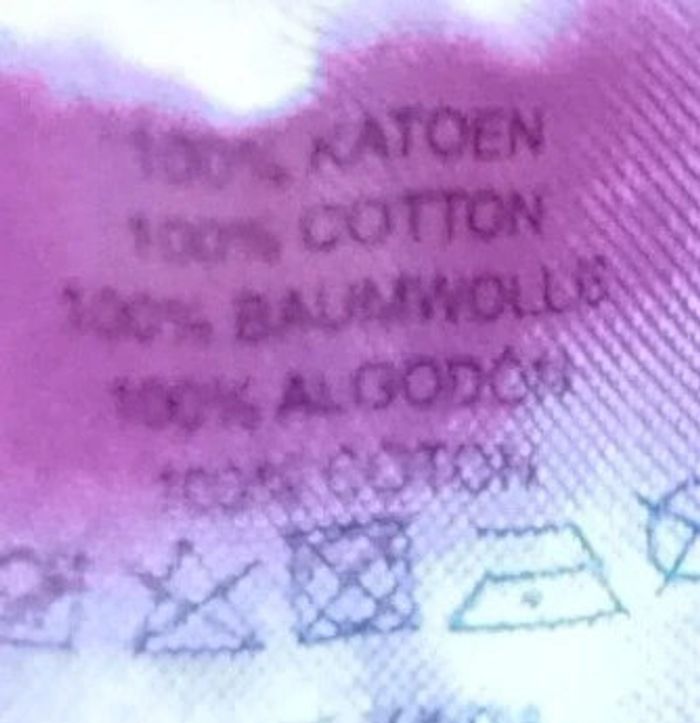 100% KATOEN
100% COTTON
100% BAUMWOLLE
100% ALGODÓN
100% COTON